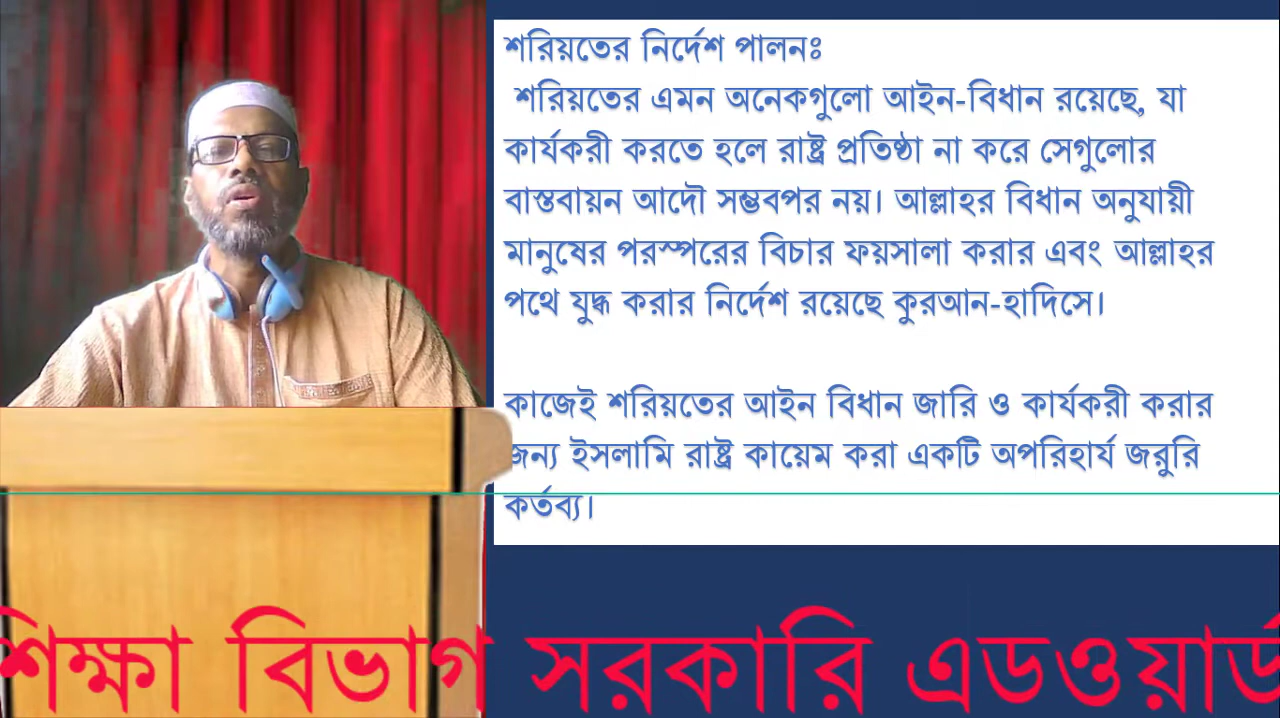 শরিয়তের নির্দেশ পালনঃ
শরিয়তের এমন অনেকগুলো আইন-বিধান রয়েছে, যা
কার্যকরী করতে হলে রাষ্ট্র প্রতিষ্ঠা না করে সেগুলোর
বাস্তবায়ন আদৌ সম্ভবপর নয়। আল্লাহর বিধান অনুযায়ী
মানুষের পরস্পরের বিচার ফয়সালা করার এবং আল্লাহর
পথে যুদ্ধ করার নির্দেশ রয়েছে কুরআন-হাদিসে।
কাজেই শরিয়তের আইন বিধান জারি ও কার্যকরী করার
জন্য ইসলামি রাষ্ট্র কায়েম করা একটি অপরিহার্য জরুরি
কর্তব্য।
শিক্ষা বিভাগ সরকারি এডওয়ার্ড